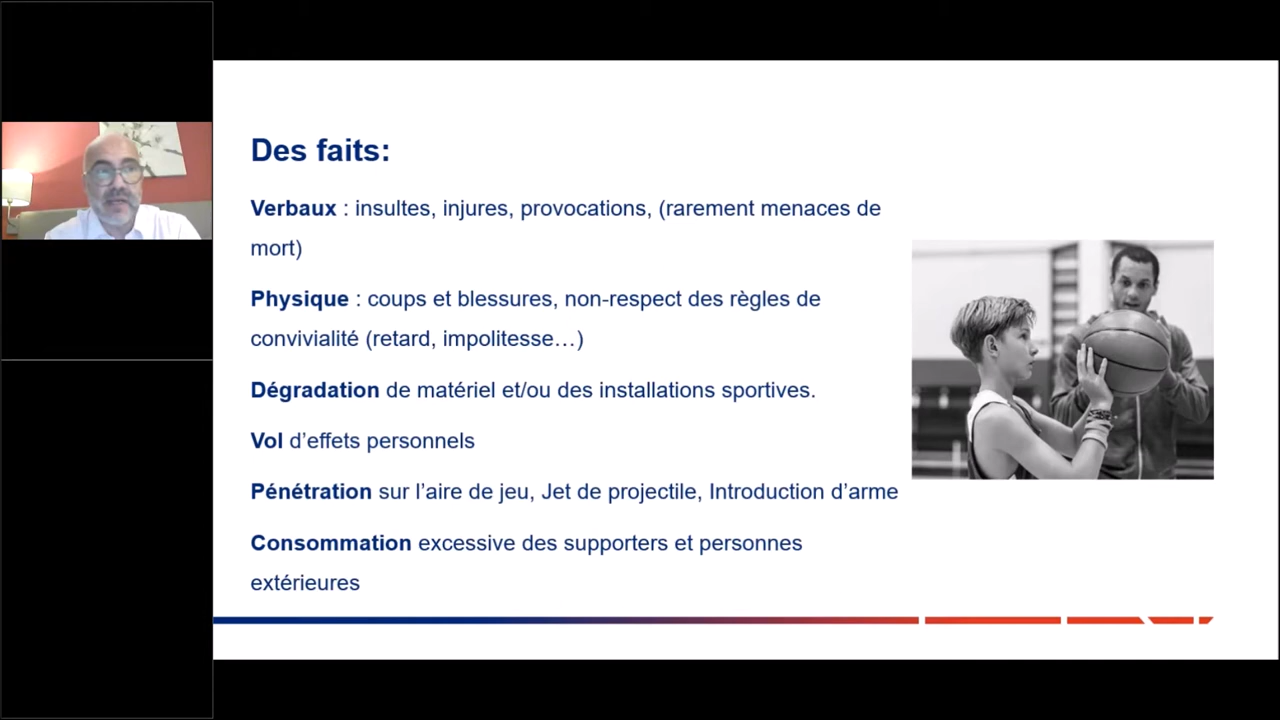 Des faits:
Verbaux : insultes, injures, provocations, (rarement menaces de
mort)
Physique : coups et blessures, non-respect des règles de
convivialité (retard, impolitesse…)
Dégradation de matériel et/ou des installations sportives.
Vol d’effets personnels
Pénétration sur l’aire de jeu, Jet de projectile, Introduction d’arme
Consommation excessive des supporters et personnes
extérieures